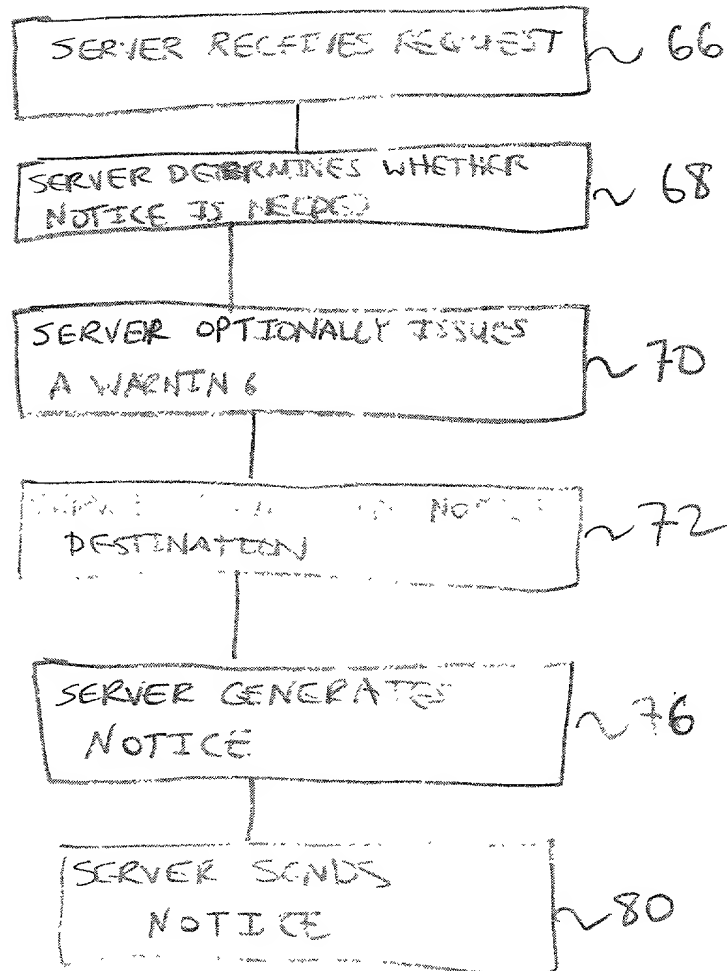 SERVER RECEIVES REQUEST
66
SERVER DETERMINES WHETHER
NOTICE IS NEEDED
68
SERVER OPTIONALLY ISSUES
A WARNING
70
DESTINATION
72
SERVER GENERATES
NOTICE
76
SERVER SENDS
NOTICE
80